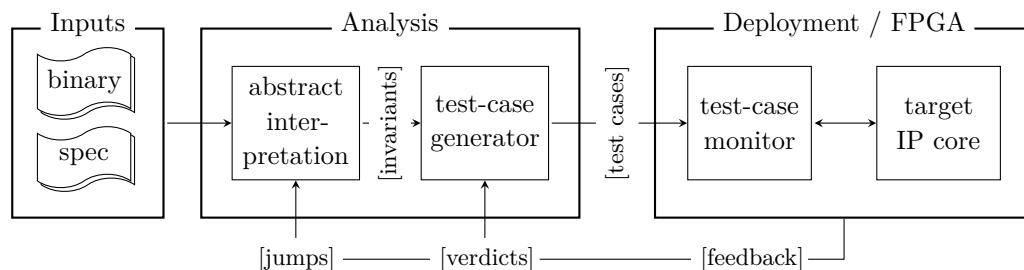 Inputs
binary
spec
Analysis
abstract
inter-
pretation
[invariants]
test-case
generator
[test cases]
Deployment / FPGA
test-case
monitor
target
IP core
[jumps]
[verdicts]
[feedback]